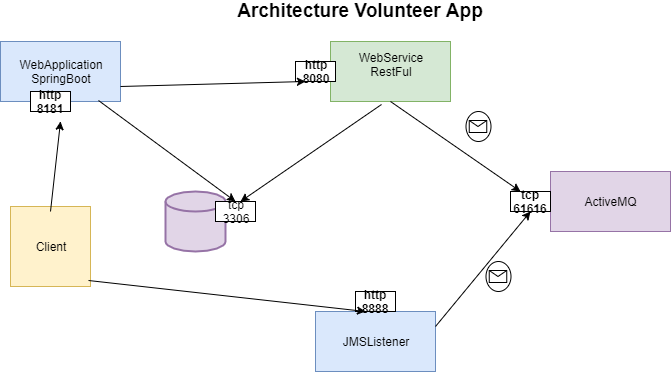 Architecture Volunteer App
WebApplication
SpringBoot
http
8181
http
8080
WebService
RestFul
tcp
3306
tcp
61616
ActiveMQ
Client
http
8888
JMSListener